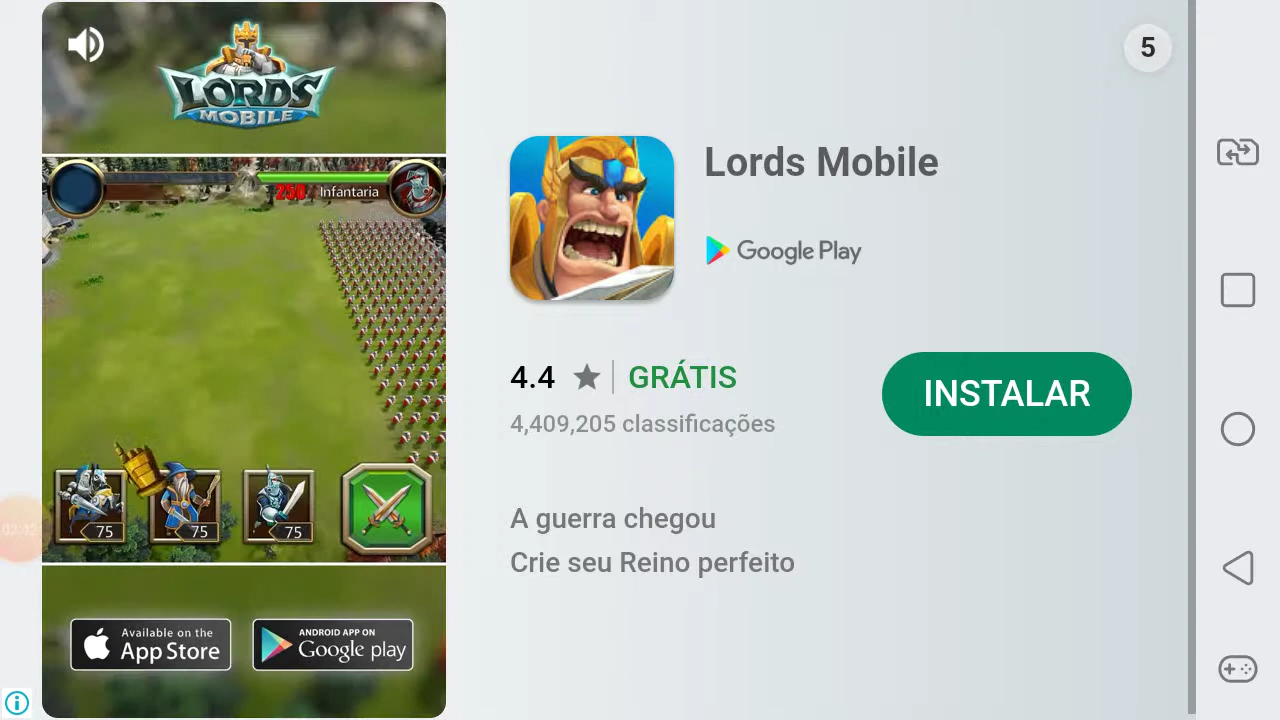 LORDS
MOBILE
250 Infantaria
75
75
75
Available on the
App Store
ANDROID APP ON
Google play
5
Lords Mobile
Google Play
4.4
GRÁTIS
4,409,205 classificações
INSTALAR
A guerra chegou
Crie seu Reino perfeito